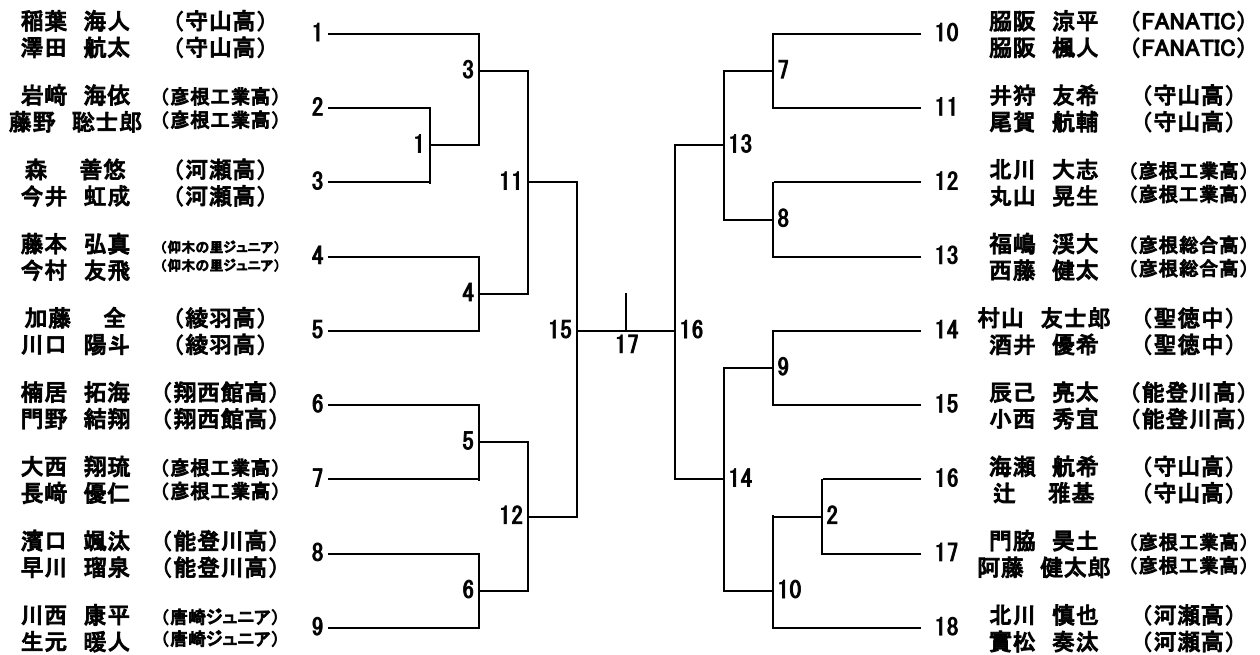 稲葉 海人 （守山高）
澤田 航太 （守山高）
1
岩﨑 海依 （彦根工業高）
藤野 聡士郎 （彦根工業高）
2
森 善悠 （河瀬高）
今井 虹成 （河瀬高）
3
藤本 弘真 （仰木の里ジュニア）
今村 友飛 （仰木の里ジュニア）
4
加藤 全 （綾羽高）
川口 陽斗 （綾羽高）
5
楠居 拓海 （翔西館高）
門野 結翔 （翔西館高）
6
大西 翔琉 （彦根工業高）
長﨑 優仁 （彦根工業高）
7
濱口 颯汰 （能登川高）
早川 瑠泉 （能登川高）
8
川西 康平 （唐崎ジュニア）
生元 暖人 （唐崎ジュニア）
9
3
1
11
4
15
5
12
6
17
16
7
13
8
9
14
2
10
10
脇阪 涼平 （FANATIC）
脇阪 楓人 （FANATIC）
11
井狩 友希 （守山高）
尾賀 航輔 （守山高）
12
北川 大志 （彦根工業高）
丸山 晃生 （彦根工業高）
13
福嶋 渓大 （彦根総合高）
西藤 健太 （彦根総合高）
14
村山 友士郎 （聖徳中）
酒井 優希 （聖徳中）
15
辰己 亮太 （能登川高）
小西 秀宜 （能登川高）
16
海瀬 航希 （守山高）
辻 雅基 （守山高）
17
門脇 昊土 （彦根工業高）
阿藤 健太郎 （彦根工業高）
18
北川 慎也 （河瀬高）
實松 奏汰 （河瀬高）